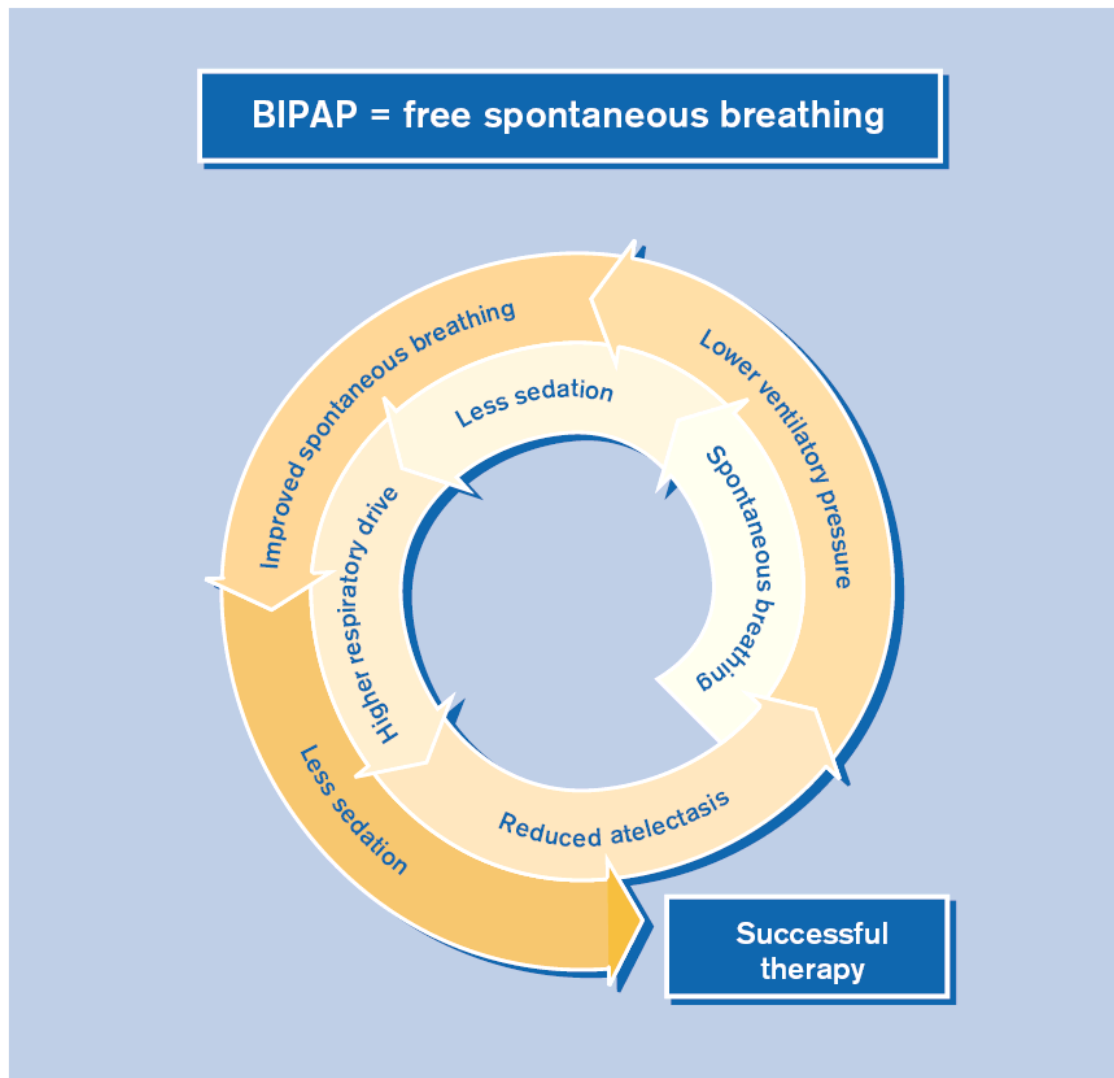 BIPAP = free spontaneous breathing
Spontaneous breathing
Less sedation
Higher respiratory drive
Reduced atelectasis
Lower ventilatory pressure
Improved spontaneous breathing
Less sedation
Successful
therapy